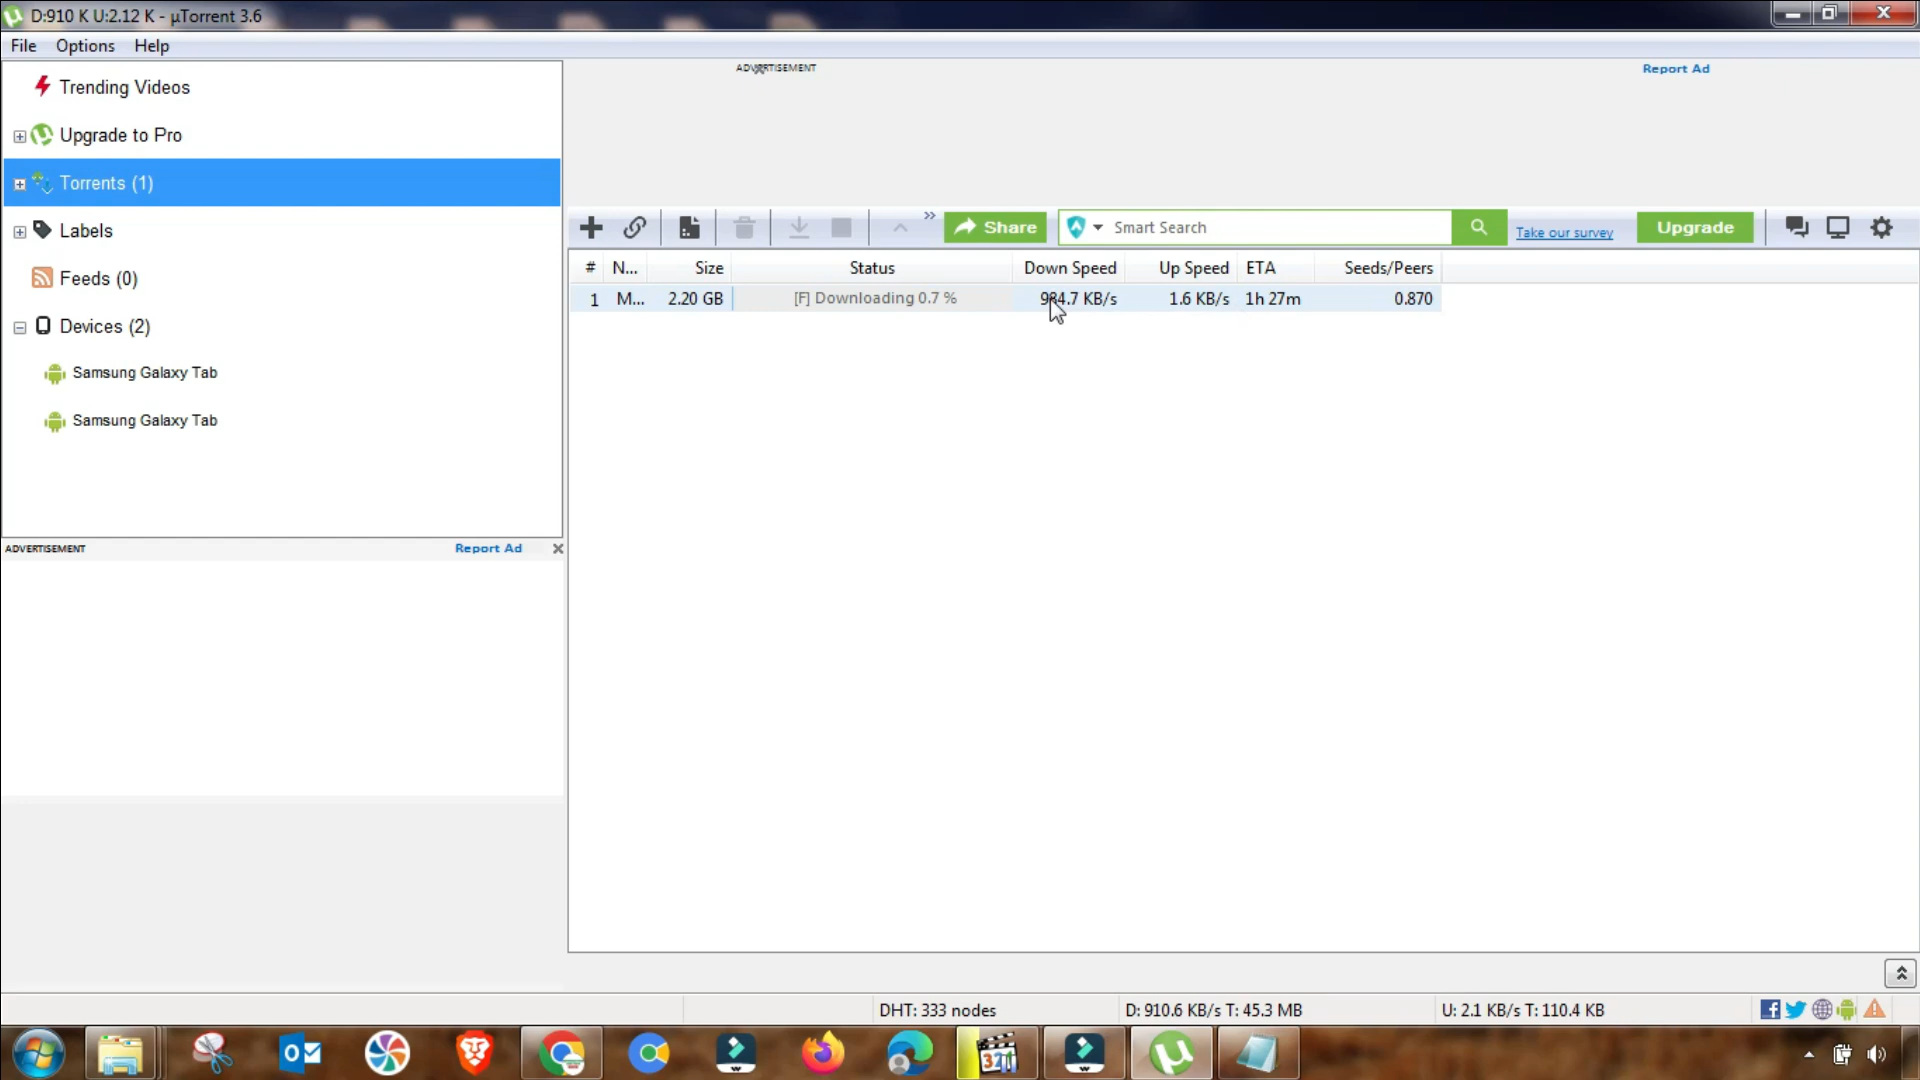 D:910 K U:2.12 K - µTorrent 3.6
File Options Help
Trending Videos
Upgrade to Pro
Torrents (1)
Labels
Feeds (0)
Devices (2)
Samsung Galaxy Tab
Samsung Galaxy Tab
ADVERTISEMENT Report Ad
ADVERTISEMENT Report Ad
Share Smart Search Take our survey Upgrade
# N... Size Status Down Speed Up Speed ETA Seeds/Peers
1 M... 2.20 GB [F] Downloading 0.7 % 984.7 KB/s 1.6 KB/s 1h 27m 0.870
DHT: 333 nodes D: 910.6 KB/s T: 45.3 MB U: 2.1 KB/s T: 110.4 KB
321